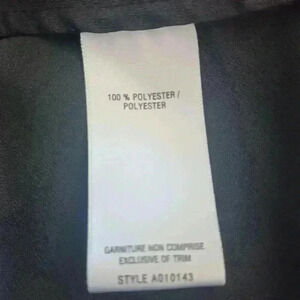 100 % POLYESTER /
POLYESTER
GARNITURE NON COMPRISE
EXCLUSIVE OF TRIM
STYLE A010143